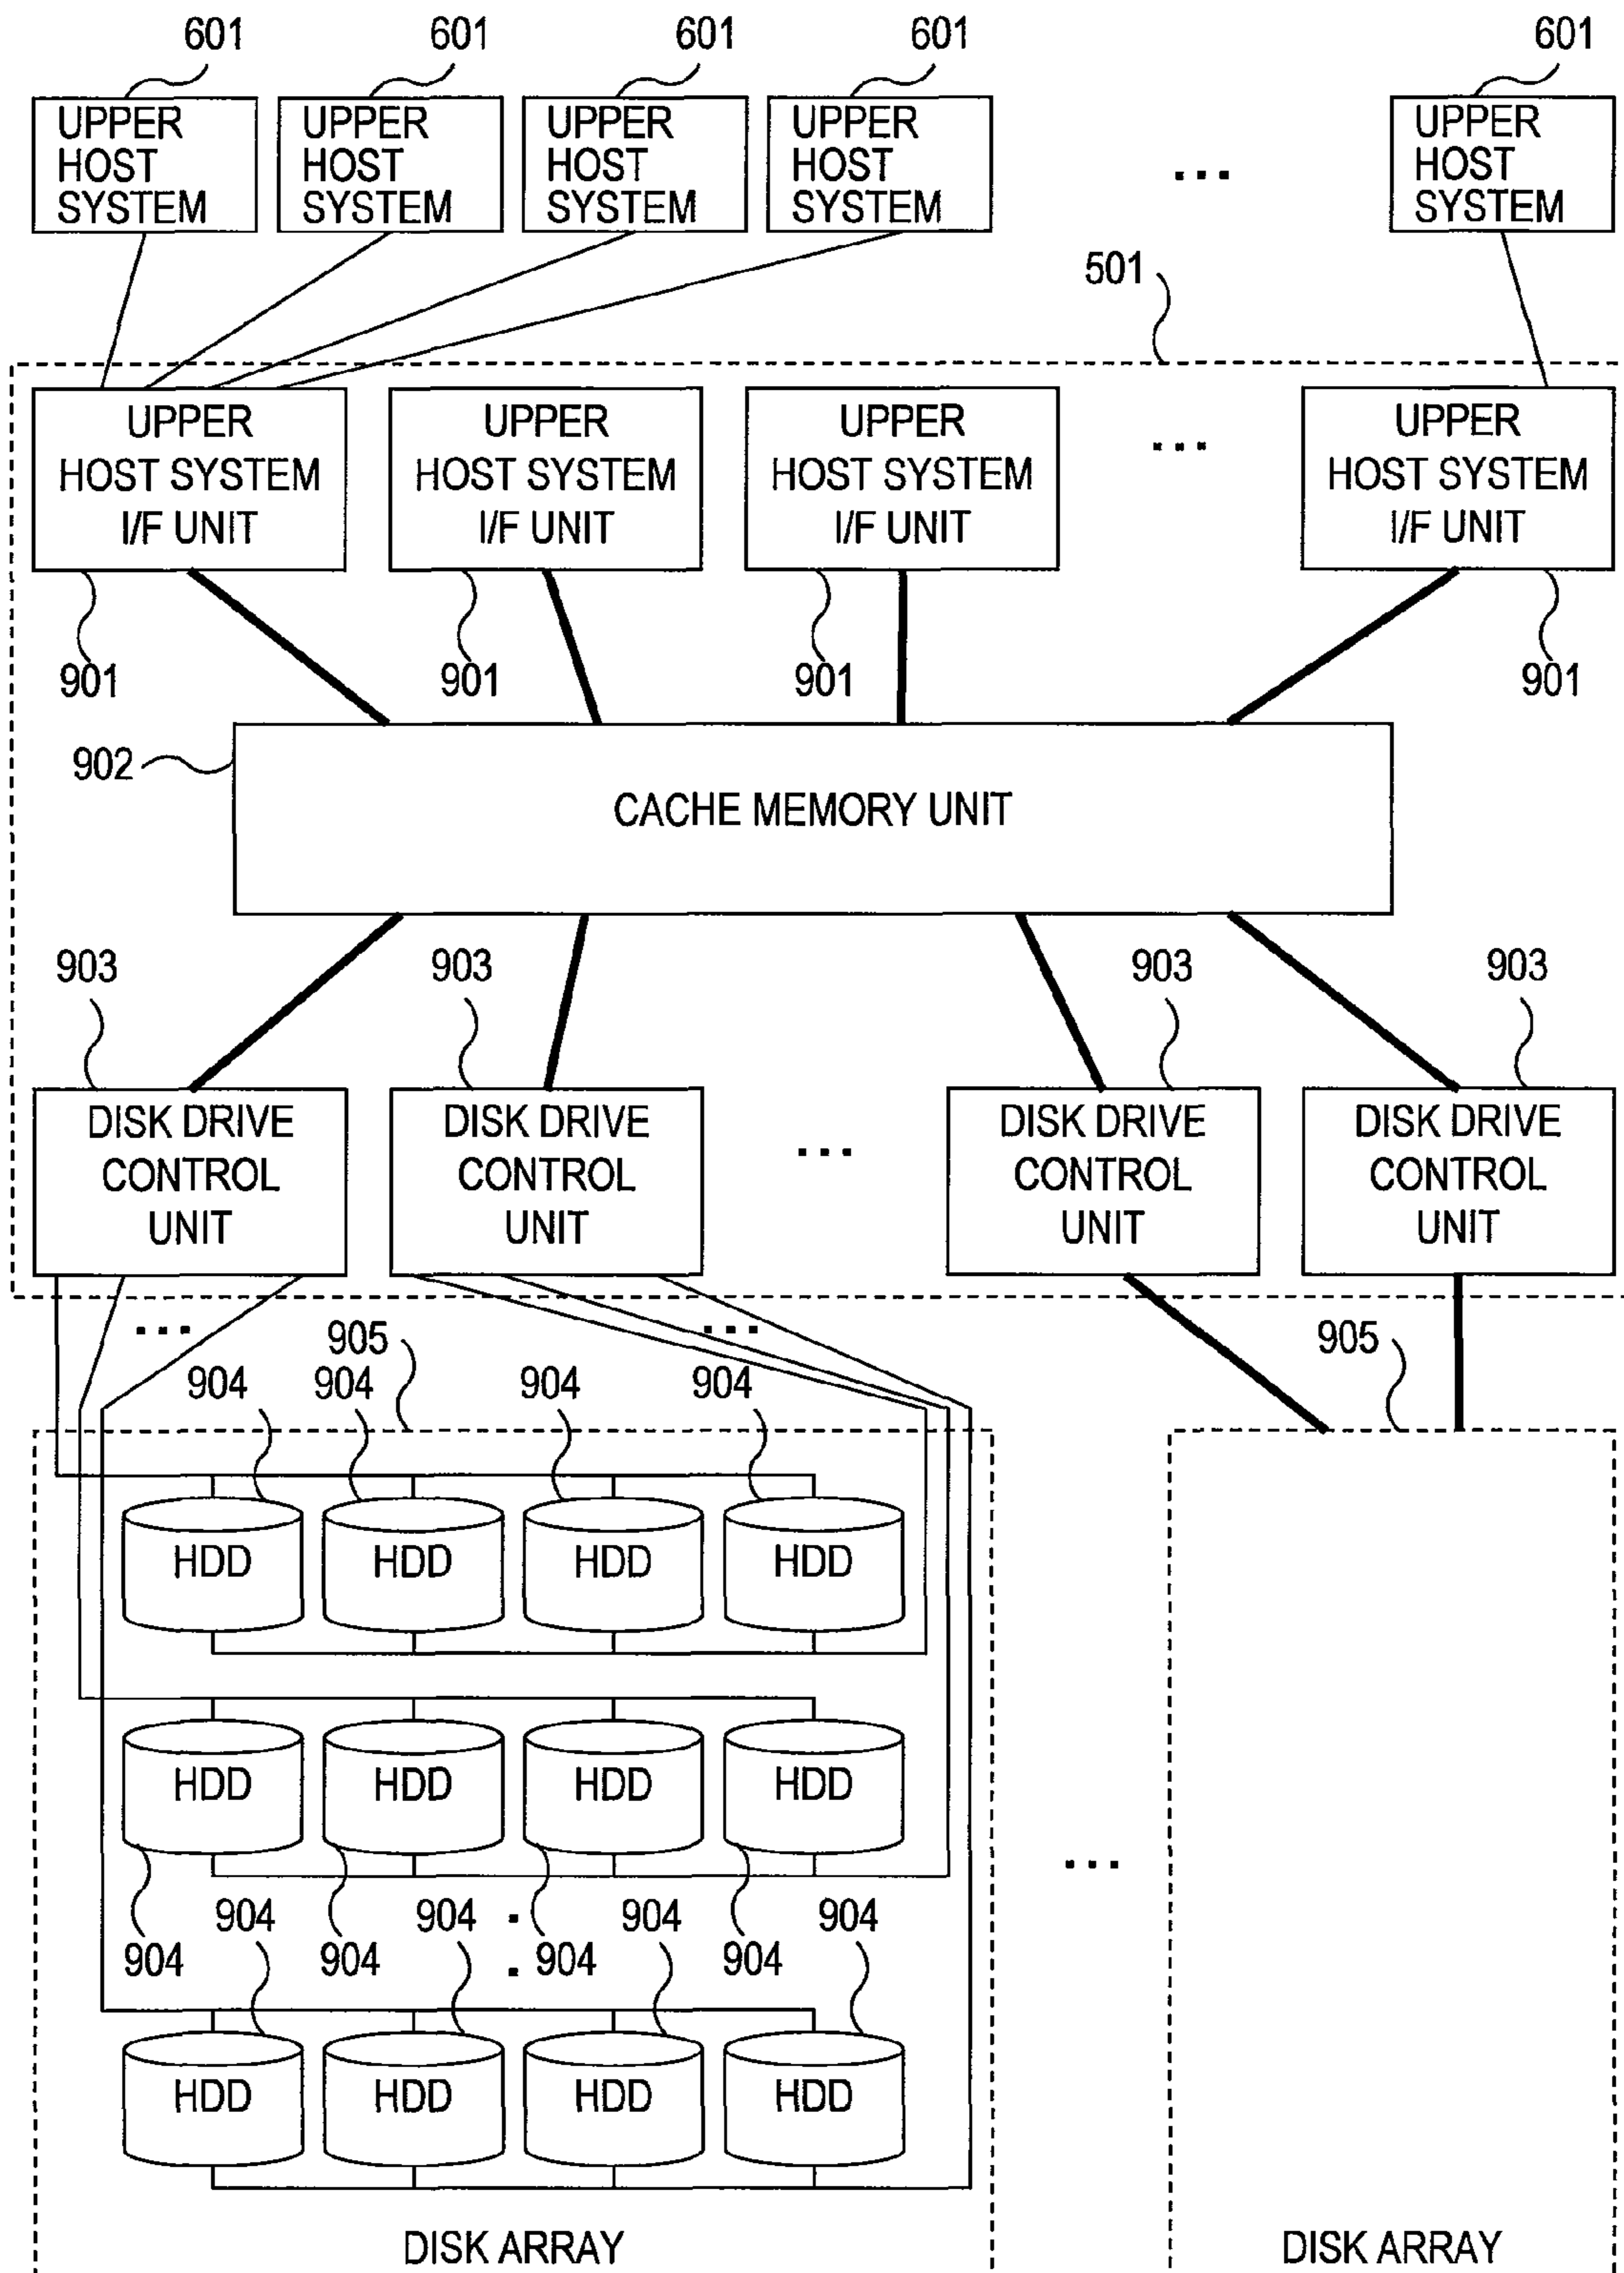 601 601 601 601 601
UPPER HOST SYSTEM
UPPER HOST SYSTEM
UPPER HOST SYSTEM
UPPER HOST SYSTEM
...
UPPER HOST SYSTEM
501
UPPER
HOST SYSTEM
I/F UNIT
UPPER
HOST SYSTEM
I/F UNIT
UPPER
HOST SYSTEM
I/F UNIT
...
UPPER
HOST SYSTEM
I/F UNIT
901 901 901 901
902
CACHE MEMORY UNIT
903 903 903 903
DISK DRIVE
CONTROL
UNIT
DISK DRIVE
CONTROL
UNIT
...
DISK DRIVE
CONTROL
UNIT
DISK DRIVE
CONTROL
UNIT
... ...
905 905
904 904 904 904
HDD HDD HDD HDD
HDD HDD HDD HDD
...
904 904 904 904
904 904 904 904
HDD HDD HDD HDD
DISK ARRAY DISK ARRAY